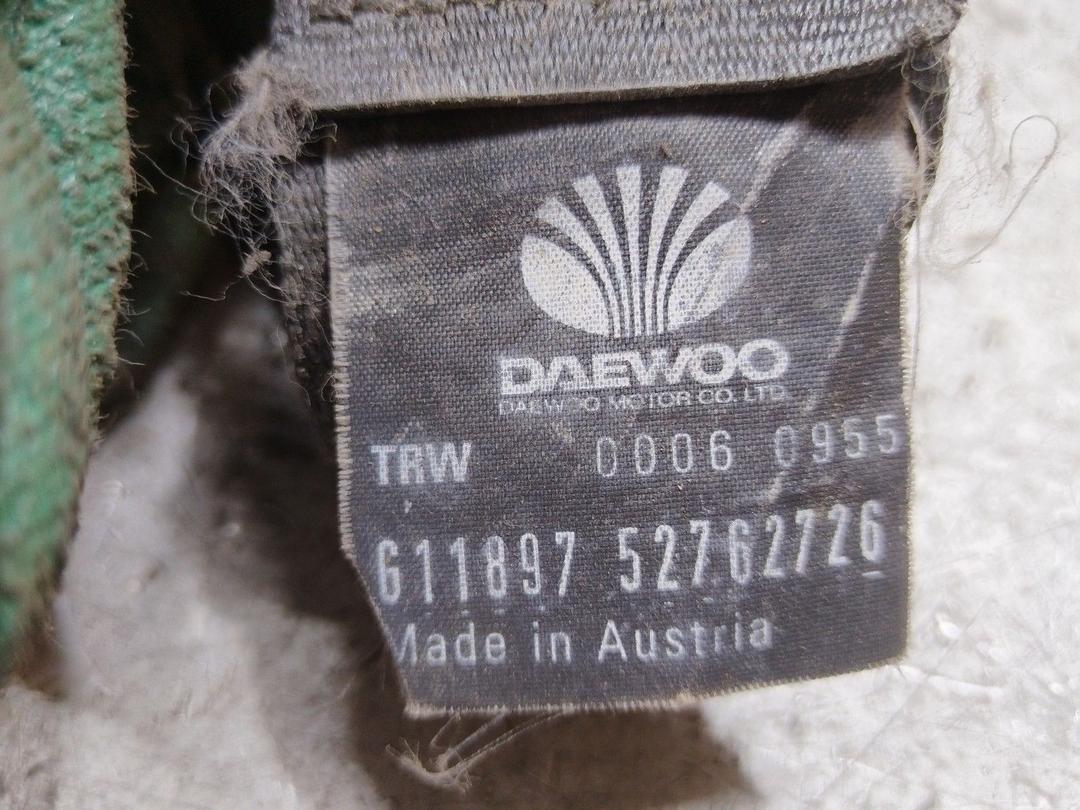 DAEWOO
DAEWOO MOTOR CO. LTD.
TRW 0006 0955
611897 52762726
Made in Austria